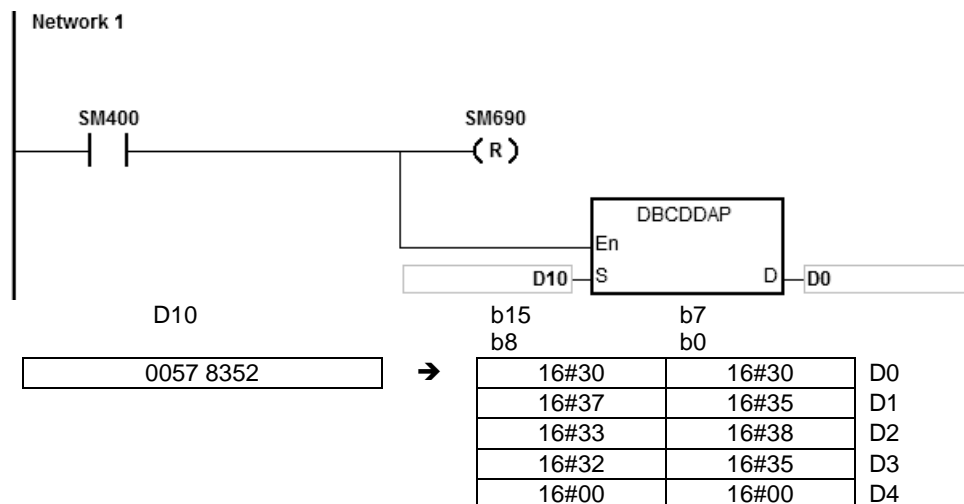 Network 1
SM400 SM690
( R )
DBCDDAP
En
D10 S D D0
D10 b15 b7
b8 b0
0057 8352 ➔ 16#30 16#30 D0
16#37 16#35 D1
16#33 16#38 D2
16#32 16#35 D3
16#00 16#00 D4